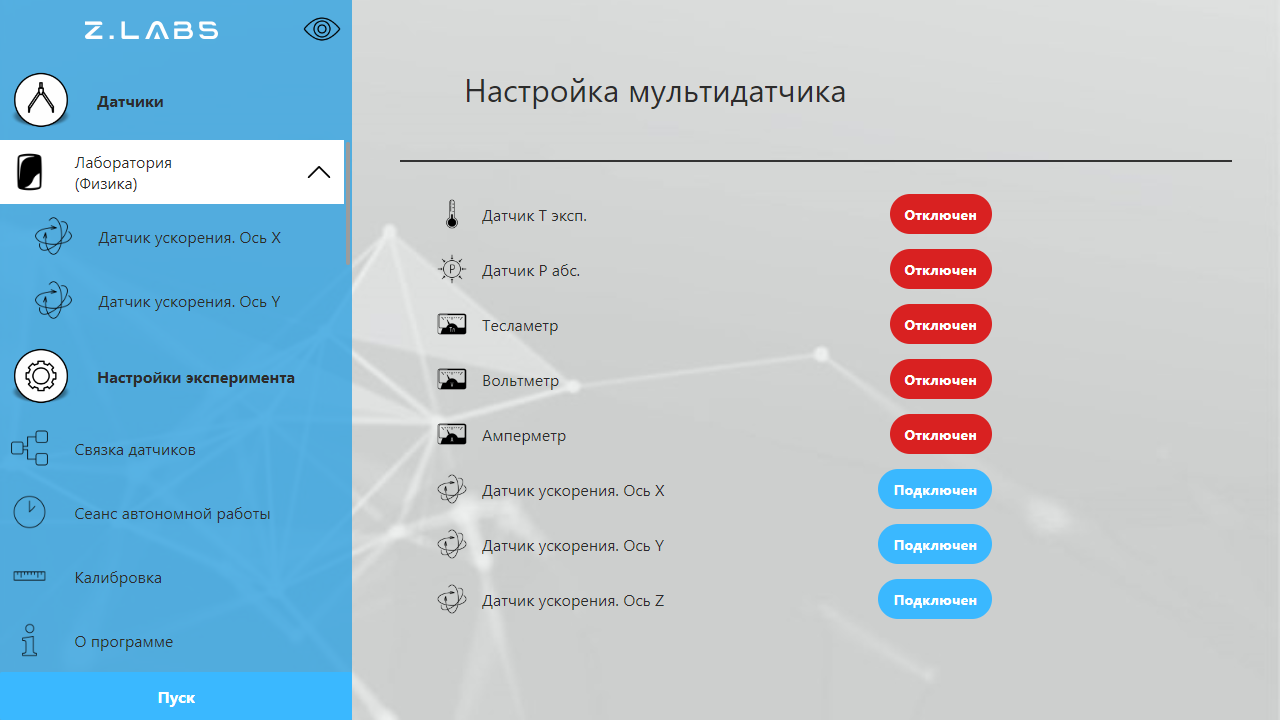 Z.LABS
Датчики
Лаборатория
(Физика)
Датчик ускорения. Ось X
Датчик ускорения. Ось Y
Настройки эксперимента
Связка датчиков
Сеанс автономной работы
Калибровка
О программе
Пуск
Настройка мультидатчика
Датчик Т эксп.
Отключен
Датчик Р абс.
Отключен
Тесламетр
Отключен
Вольтметр
Отключен
Амперметр
Отключен
Датчик ускорения. Ось X
Подключен
Датчик ускорения. Ось Y
Подключен
Датчик ускорения. Ось Z
Подключен